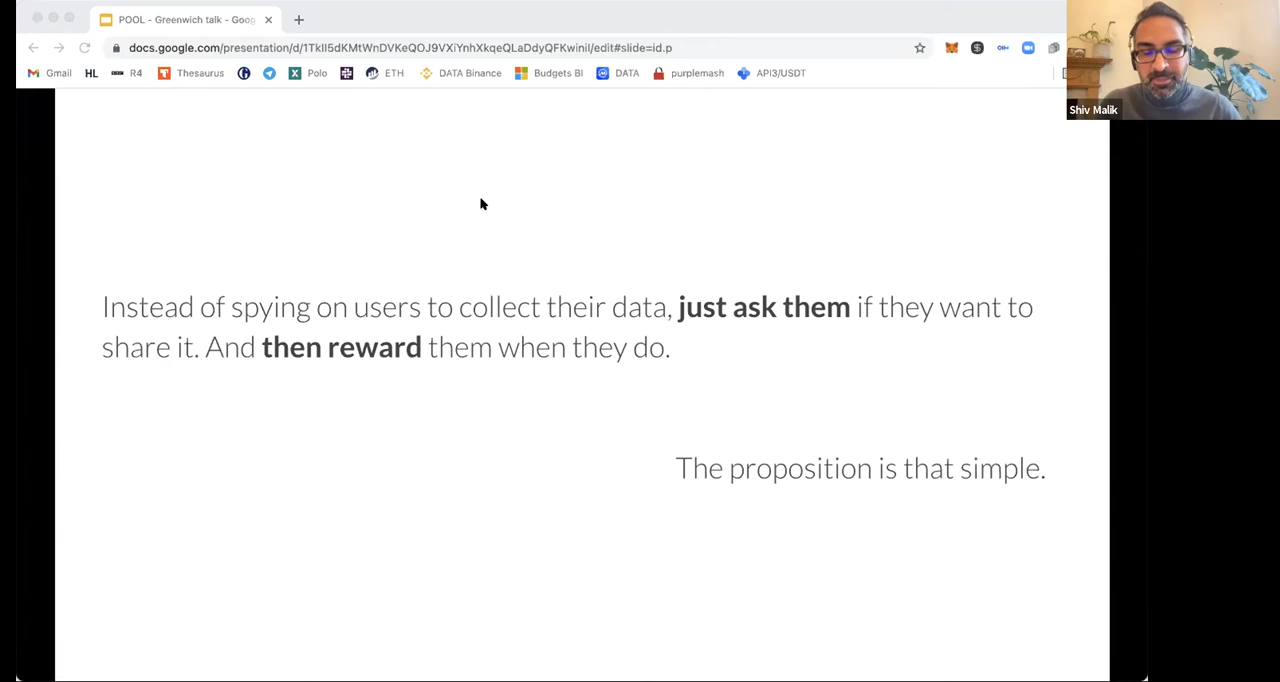 POOL - Greenwich talk - Goog
docs.google.com/presentation/d/1TkII5dKMtWnDVKeQOJ9VXiYnhXkqeQLaDdyQFKwiniI/edit#slide=id.p
Gmail HL R4 Thesaurus Polo ETH DATA Binance Budgets BI DATA purplemash API3/USDT
Shiv Malik
Instead of spying on users to collect their data, just ask them if they want to
share it. And then reward them when they do.
The proposition is that simple.